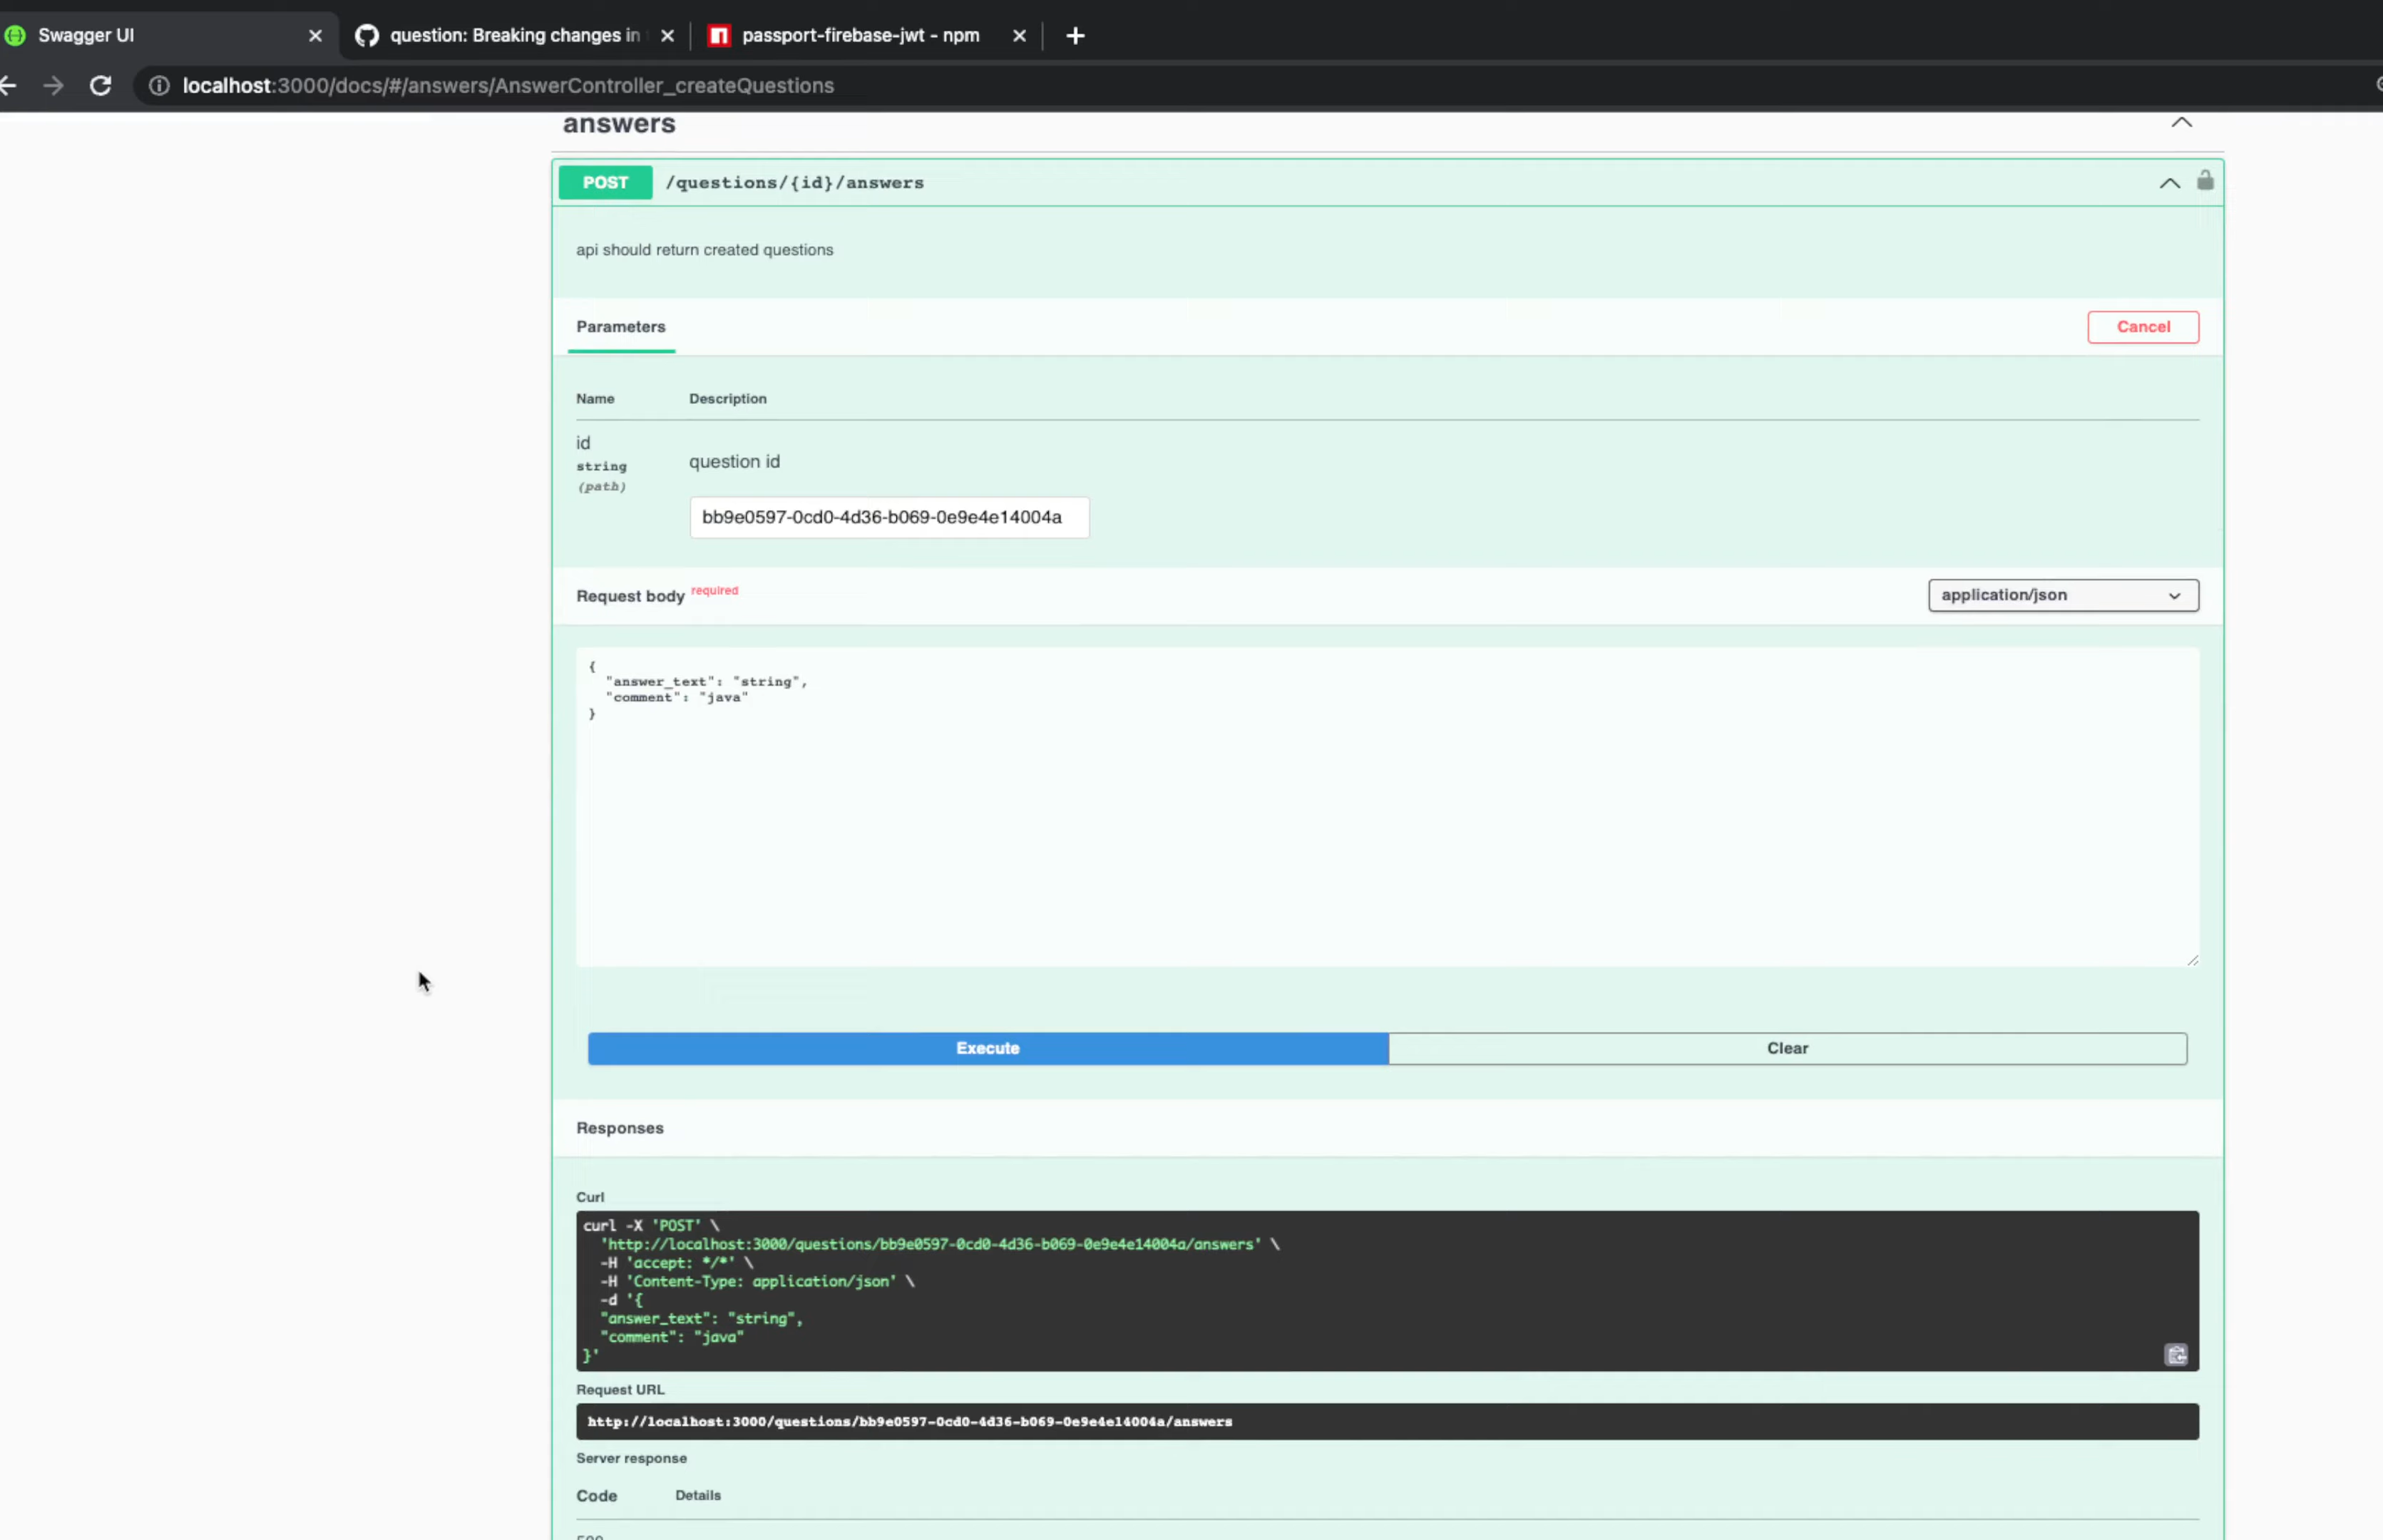 Swagger UI
question: Breaking changes in
passport-firebase-jwt - npm
localhost:3000/docs/#/answers/AnswerController_createQuestions
answers
POST /questions/{id}/answers
api should return created questions
Parameters
Cancel
Name Description
id
string
(path)
question id
bb9e0597-0cd0-4d36-b069-0e9e4e14004a
Request body required
application/json
{
"answer_text": "string",
"comment": "java"
}
Execute
Clear
Responses
Curl
curl -X 'POST' \
'http://localhost:3000/questions/bb9e0597-0cd0-4d36-b069-0e9e4e14004a/answers' \
-H 'accept: */*' \
-H 'Content-Type: application/json' \
-d '{
"answer_text": "string",
"comment": "java"
}'
Request URL
http://localhost:3000/questions/bb9e0597-0cd0-4d36-b069-0e9e4e14004a/answers
Server response
Code Details